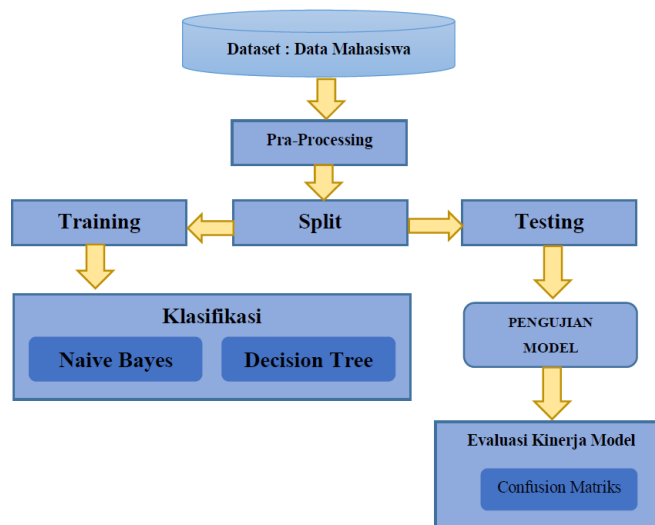 Dataset : Data Mahasiswa
Pra-Processing
Training
Split
Testing
Klasifikasi
Naive Bayes
Decision Tree
PENGUJIAN
MODEL
Evaluasi Kinerja Model
Confusion Matriks